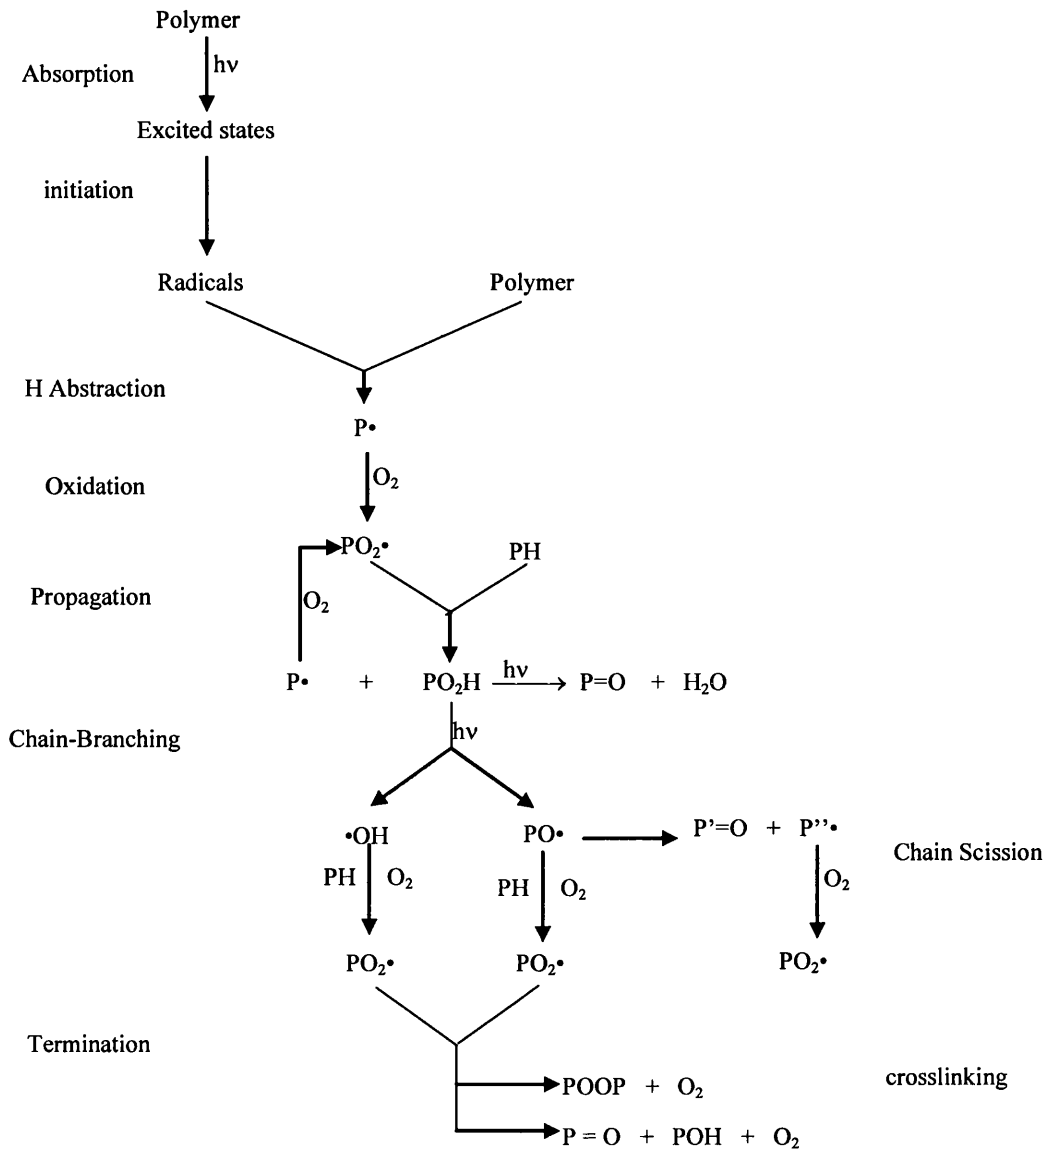 Polymer
hν
Absorption
Excited states
initiation
Radicals Polymer
H Abstraction
P•
O₂
Oxidation
PO₂• PH
Propagation O₂
P• + PO₂H hν P=O + H₂O
Chain-Branching hν
•OH PO• P’=O + P’’•
Chain Scission
PH O₂ PH O₂ O₂
PO₂• PO₂• PO₂•
Termination
crosslinking
POOP + O₂
P = O + POH + O₂